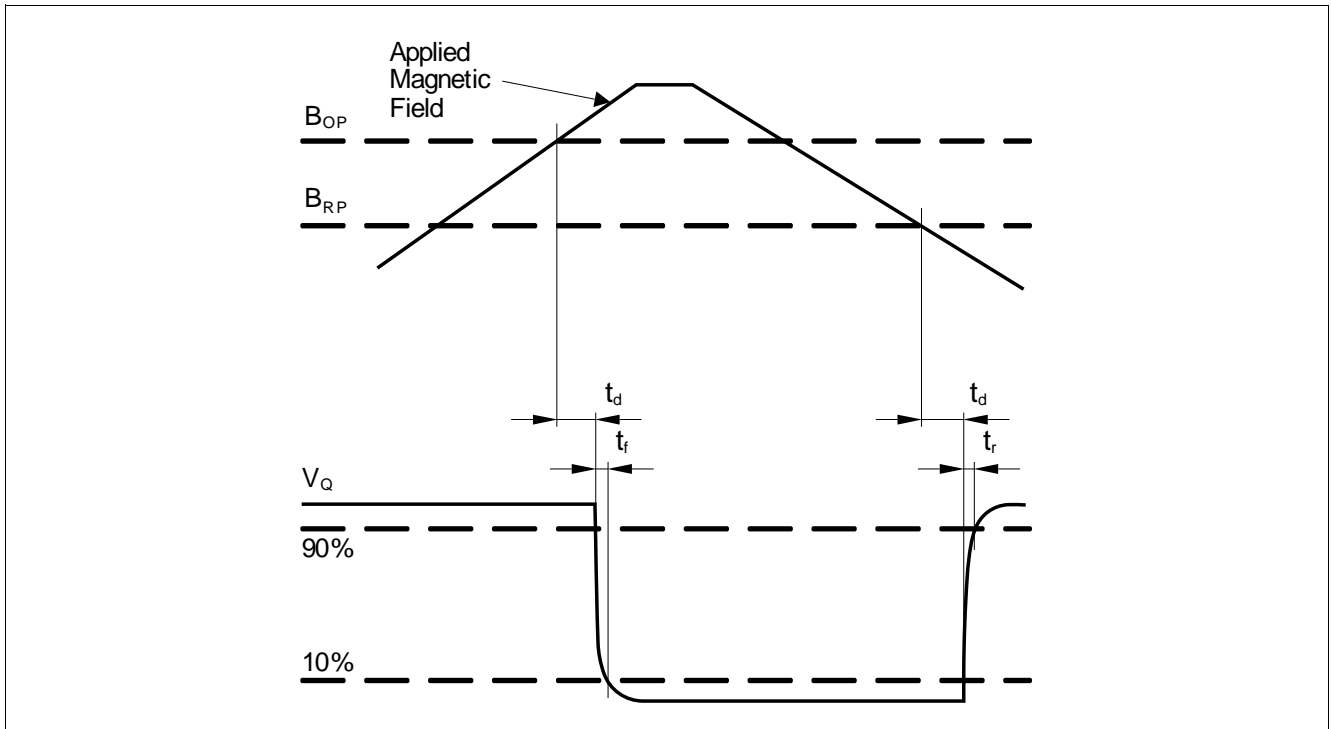 Applied
Magnetic
Field
B_OP
B_RP
t_d
t_d
t_f
t_r
V_Q
90%
10%